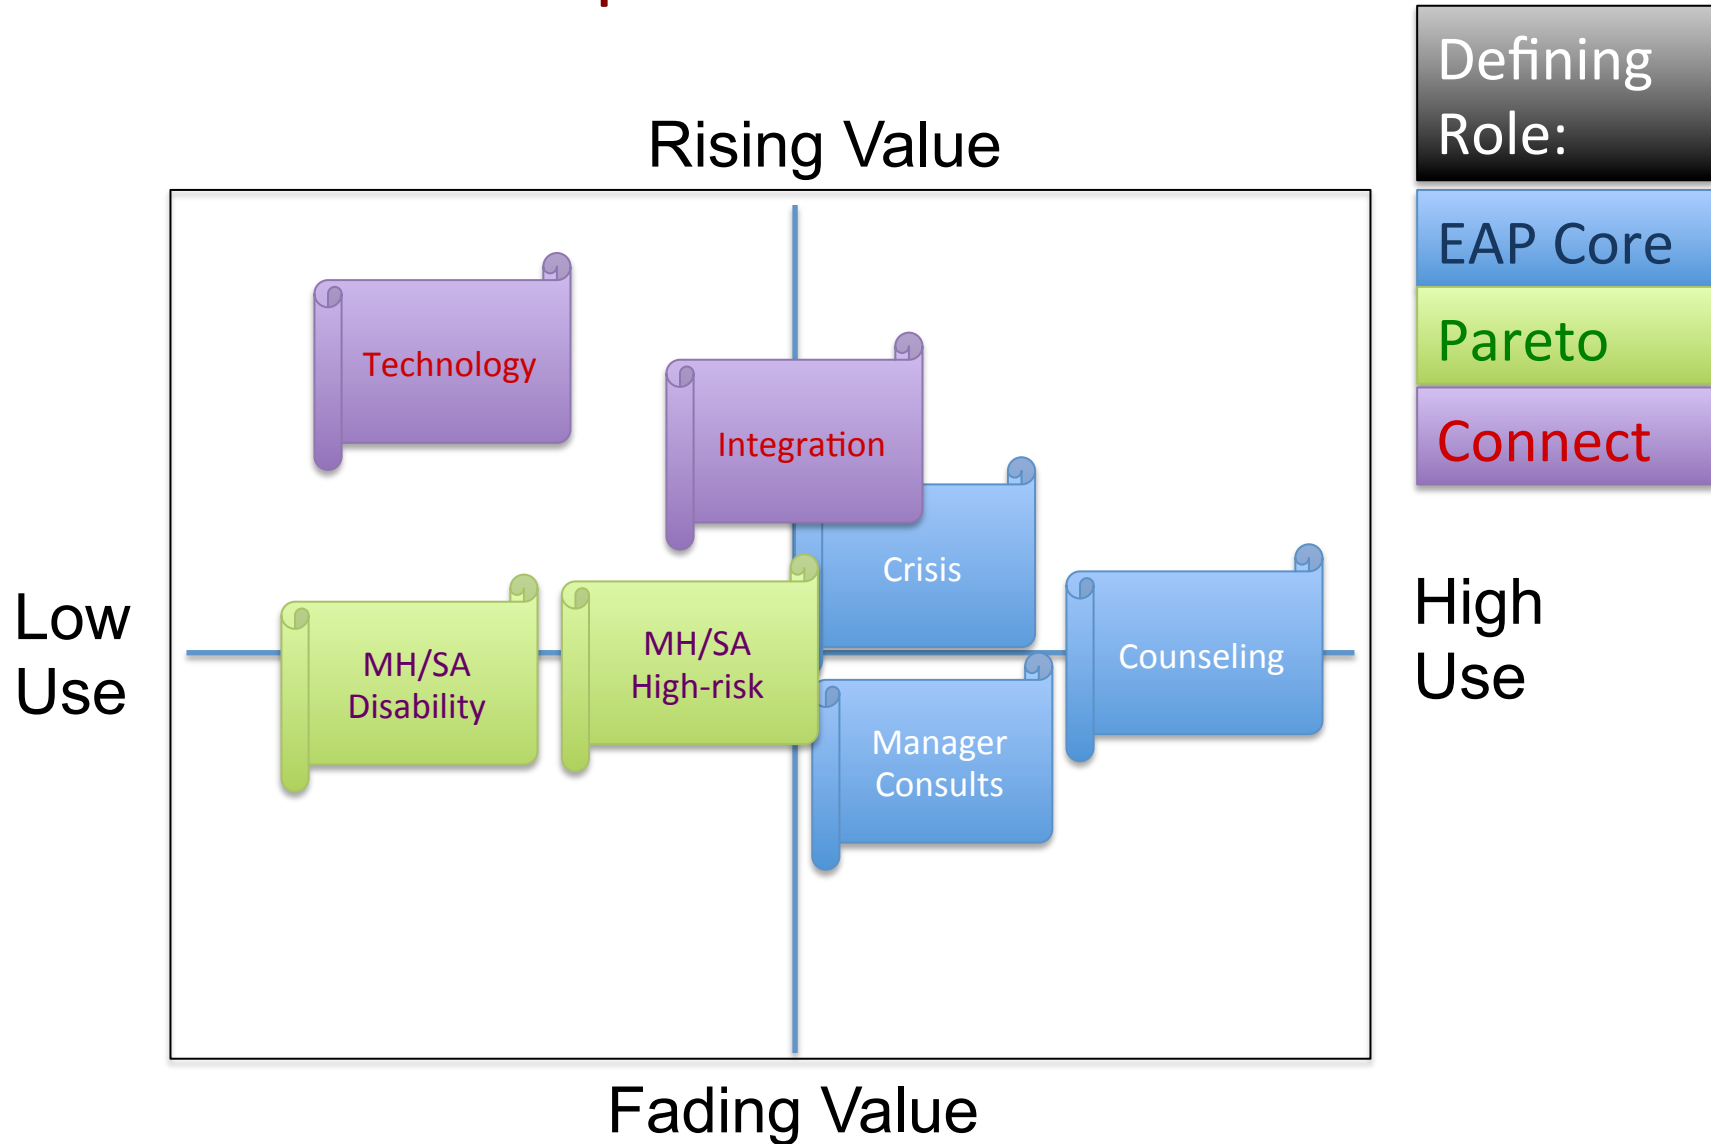 Defining
Role:
Rising Value
EAP Core
Technology
Pareto
Integration
Connect
Crisis
Low
Use
MH/SA
Disability
MH/SA
High-risk
Counseling
High
Use
Manager
Consults
Fading Value